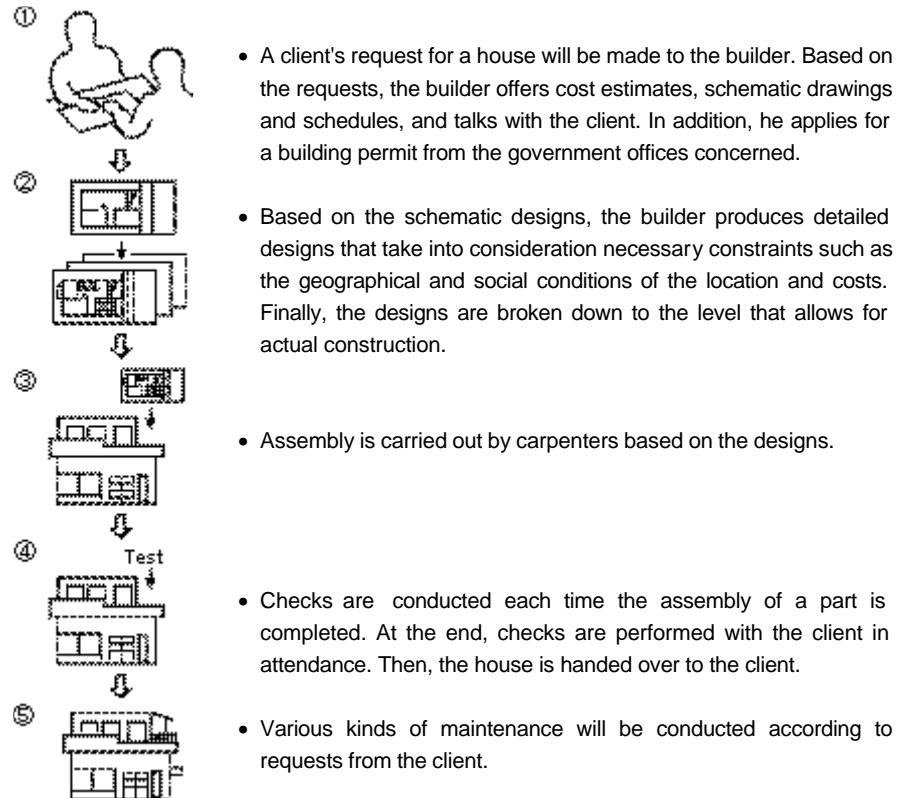 ①
• A client's request for a house will be made to the builder. Based on
the requests, the builder offers cost estimates, schematic drawings
and schedules, and talks with the client. In addition, he applies for
a building permit from the government offices concerned.
②
• Based on the schematic designs, the builder produces detailed
designs that take into consideration necessary constraints such as
the geographical and social conditions of the location and costs.
Finally, the designs are broken down to the level that allows for
actual construction.
③
• Assembly is carried out by carpenters based on the designs.
④
Test
• Checks are conducted each time the assembly of a part is
completed. At the end, checks are performed with the client in
attendance. Then, the house is handed over to the client.
⑤
• Various kinds of maintenance will be conducted according to
requests from the client.